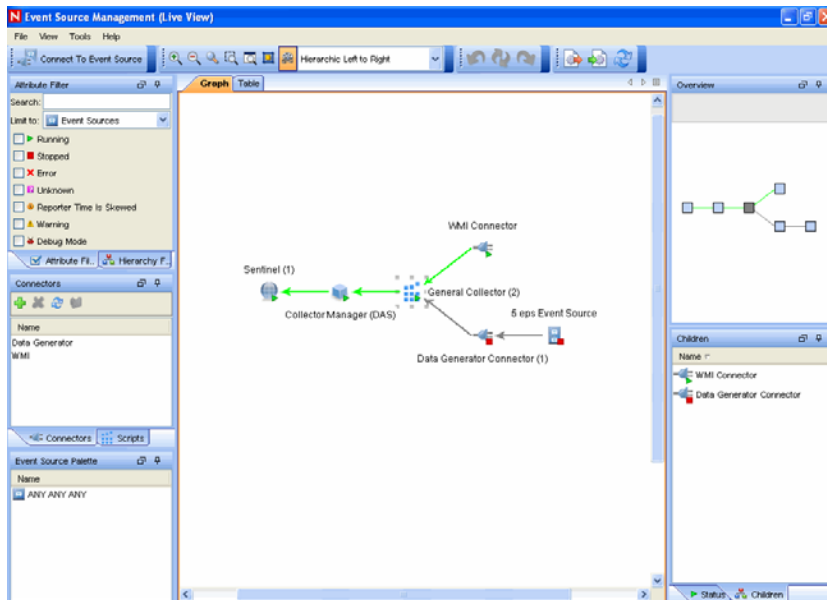 N Event Source Management (Live View)
File View Tools Help
Connect To Event Source
Hierarchic Left to Right
Attribute Filter
Search:
Limit to: Event Sources
Running
Stopped
Error
Unknown
Reporter Time Is Skewed
Warning
Debug Mode
Attribute Fil.. Hierarchy F..
Connectors
Name
Data Generator
WMI
Connectors Scripts
Event Source Palette
Name
ANY ANY ANY
Graph Table
WMI Connector
Sentinel (1)
General Collector (2)
Collector Manager (DAS)
5 eps Event Source
Data Generator Connector (1)
Overview
Children
Name
WMI Connector
Data Generator Connector
Status Children